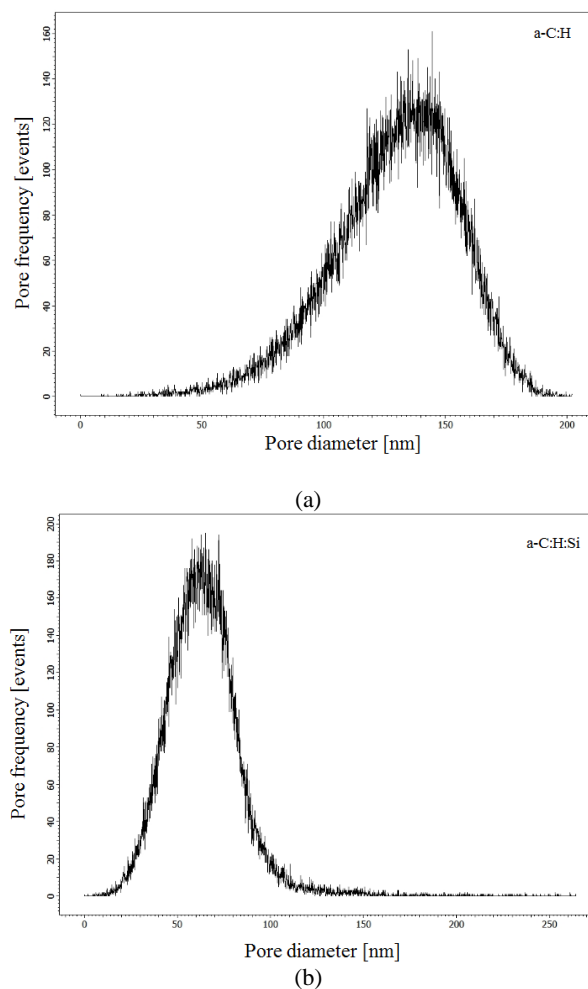 a-C:H
Pore frequency [events]
160
140
120
100
80
60
40
20
0
0 50 100 150 200
Pore diameter [nm]
(a)
a-C:H:Si
Pore frequency [events]
200
180
160
140
120
100
80
60
40
20
0
0 50 100 150 200 250
Pore diameter [nm]
(b)